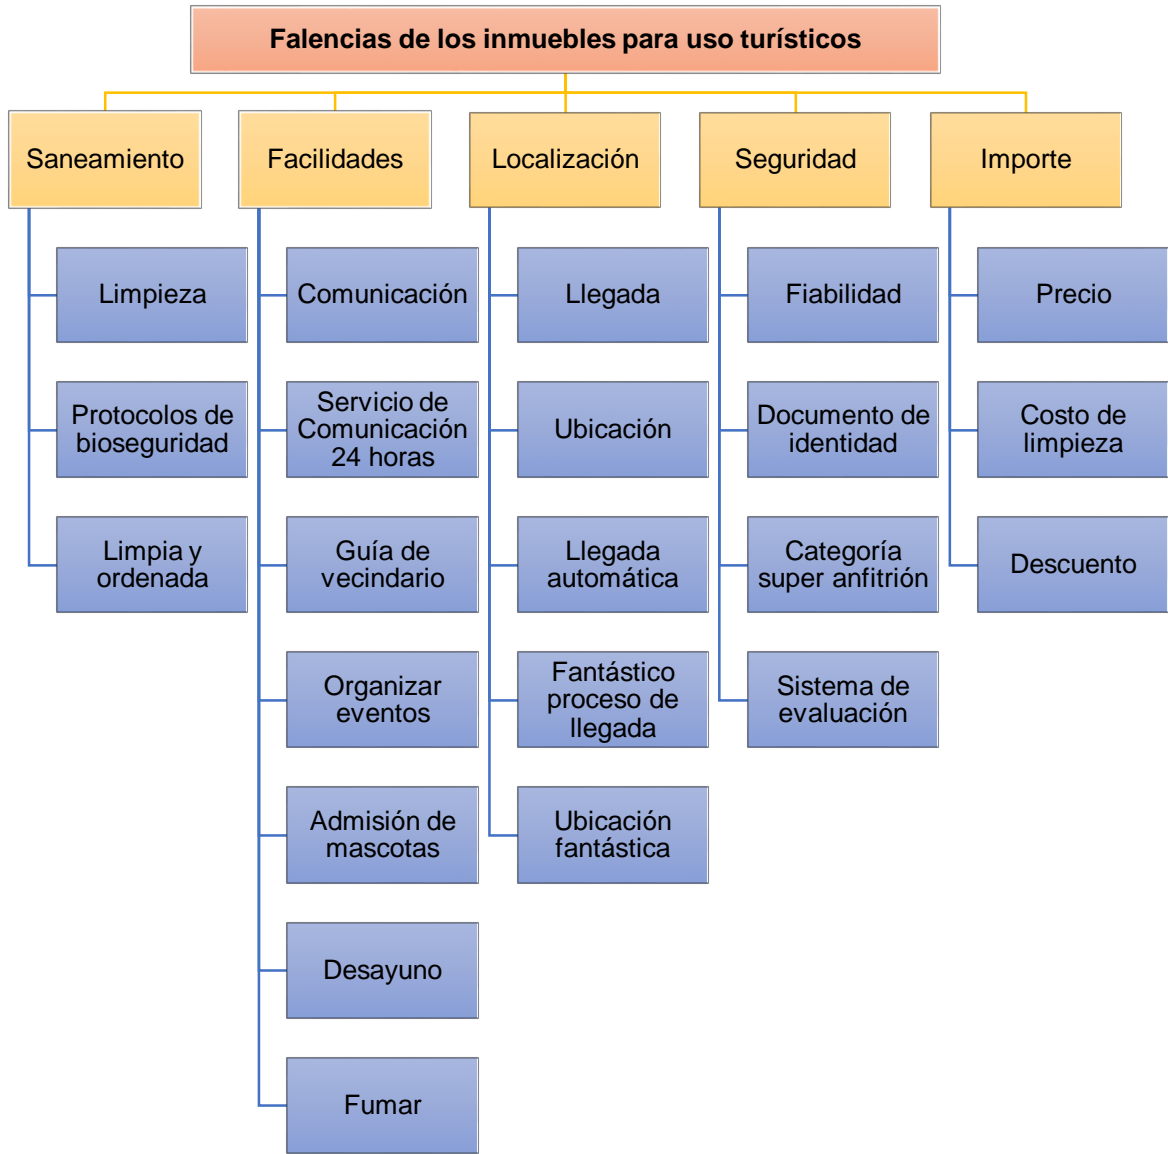 Falencias de los inmuebles para uso turísticos
Saneamiento
Limpieza
Protocolos de
bioseguridad
Limpia y
ordenada
Facilidades
Comunicación
Servicio de
Comunicación
24 horas
Guía de
vecindario
Organizar
eventos
Admisión de
mascotas
Desayuno
Fumar
Localización
Llegada
Ubicación
Llegada
automática
Fantástico
proceso de
llegada
Ubicación
fantástica
Seguridad
Fiabilidad
Documento de
identidad
Categoría
super anfitrión
Sistema de
evaluación
Importe
Precio
Costo de
limpieza
Descuento